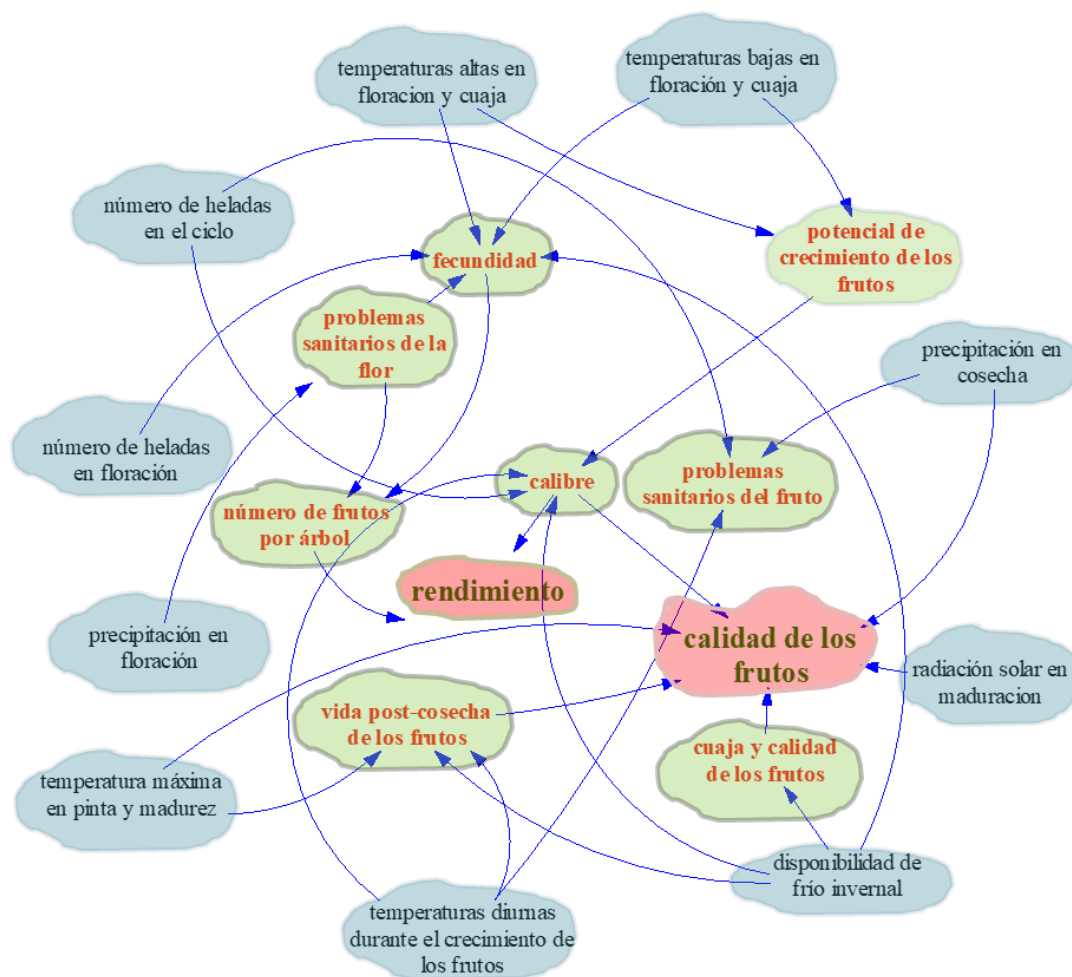 temperaturas altas en
floracion y cuaja
temperaturas bajas en
floración y cuaja
número de heladas
en el ciclo
fecundidad
potencial de
crecimiento de los
frutos
problemas
sanitarios de la
flor
precipitación en
cosecha
número de heladas
en floración
calibre
problemas
sanitarios del fruto
número de frutos
por árbol
rendimiento
precipitación en
floración
calidad de los
frutos
radiación solar en
maduracion
vida post-cosecha
de los frutos
cuaja y calidad
de los frutos
temperatura máxima
en pinta y madurez
disponibilidad de
frío invernal
temperaturas diurnas
durante el crecimiento de
los frutos